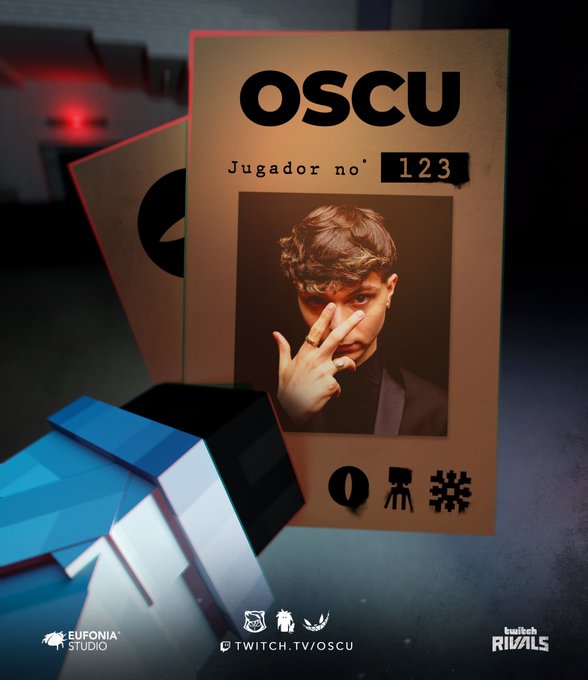 OSCU
Jugador no° 123
EUFONIA®
STUDIO
TWITCH.TV/OSCU
twitch
RIVALS